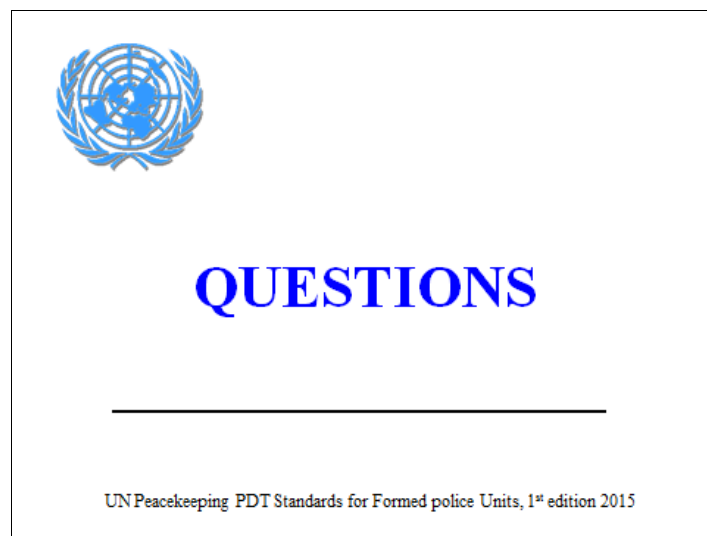 QUESTIONS
UN Peacekeeping PDT Standards for Formed police Units, 1st edition 2015